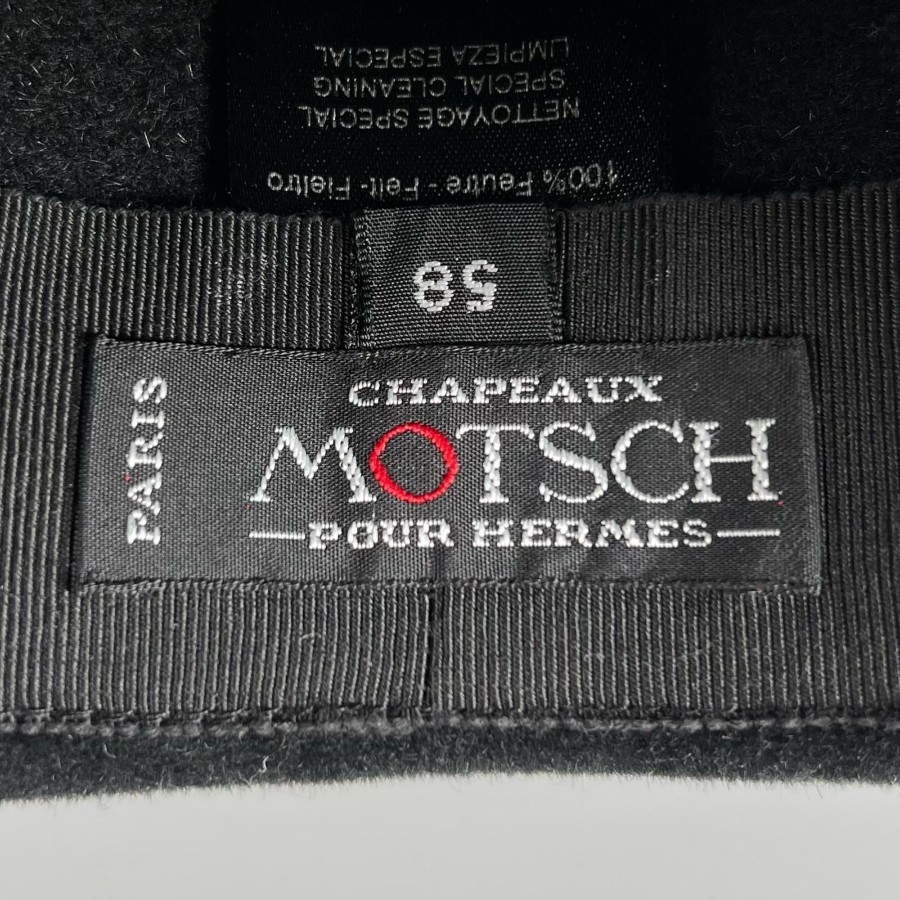 100% Feutre - Felt - Fieltro
NETTOYAGE SPECIAL
SPECIAL CLEANING
LIMPIEZA ESPECIAL
58
PARIS
CHAPEAUX
MOTSCH
POUR HERMES